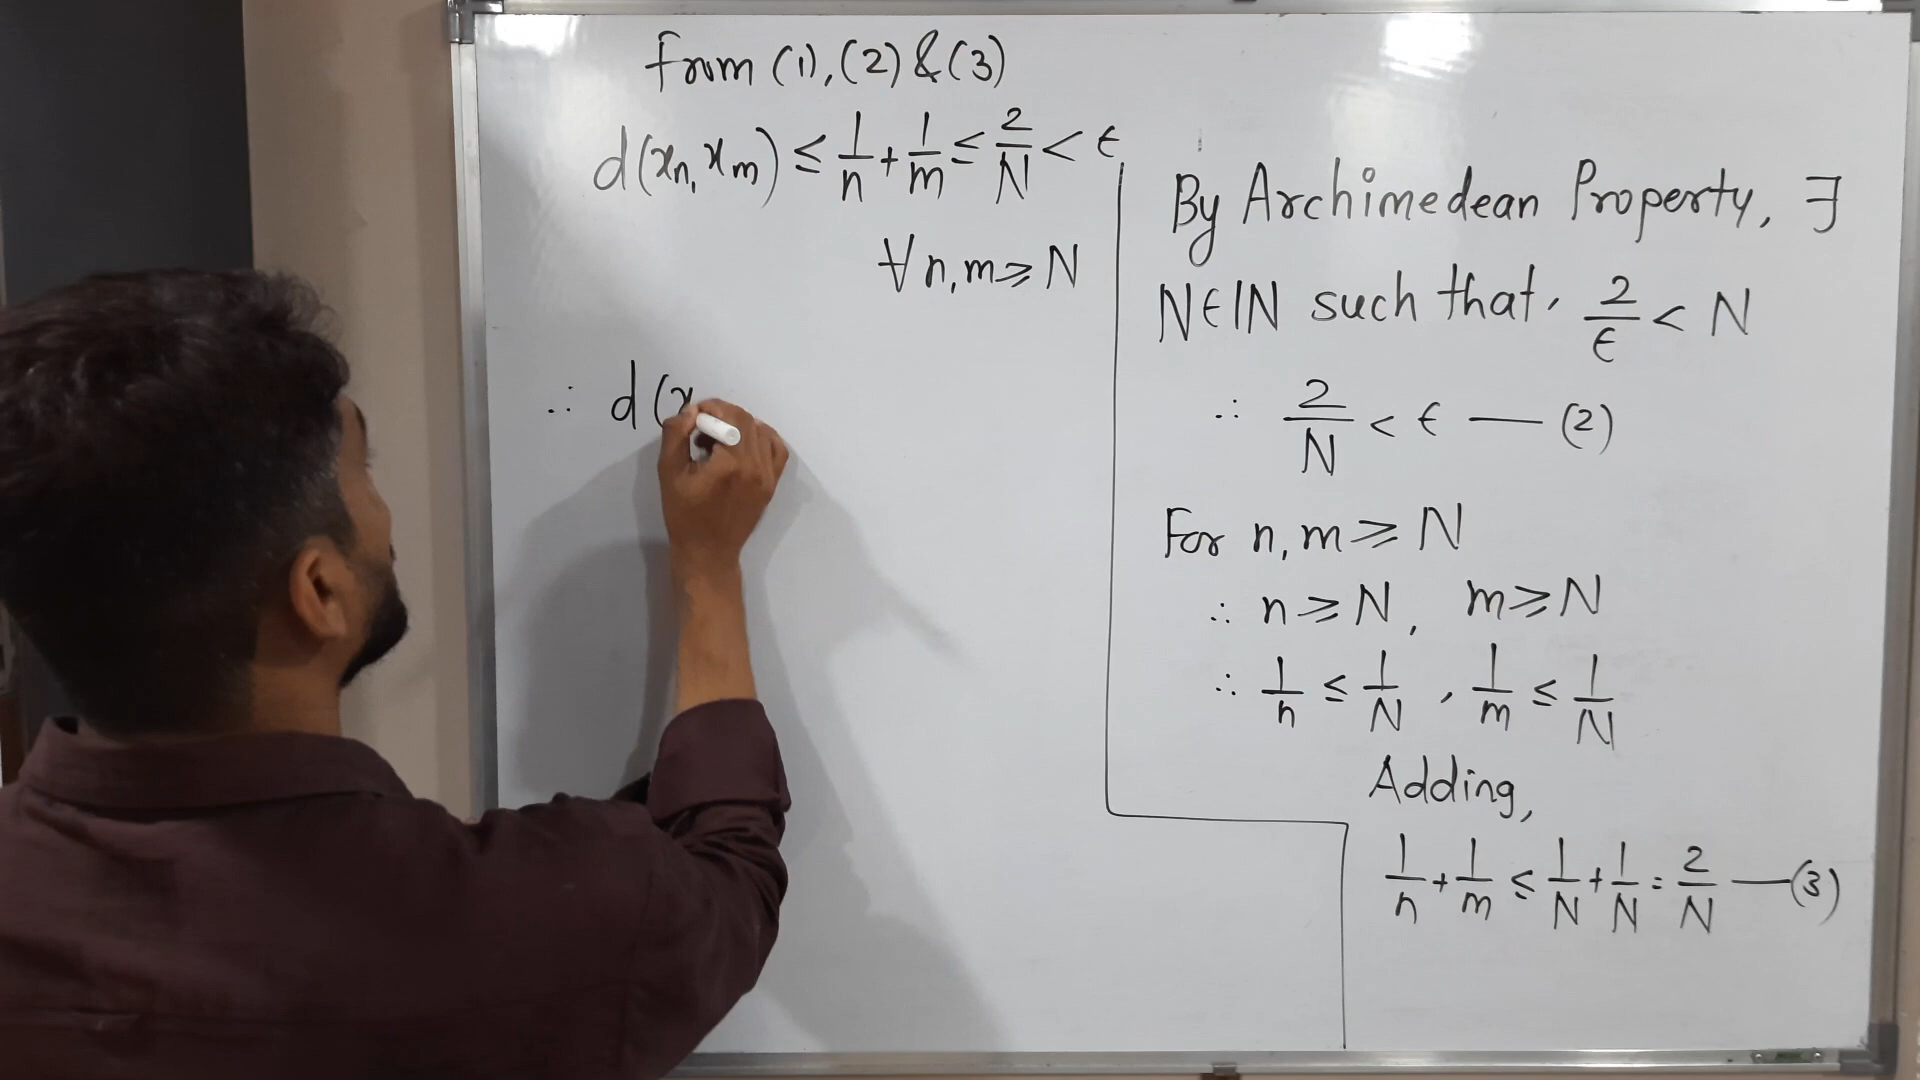 from (1), (2) & (3)
d(xn, xm) ≤ 1/n + 1/m ≤ 2/N < ϵ
∀ n, m ⩾ N
∴ d(x
By Archimedean Property, ∃
N∈ℕ such that, 2/ϵ < N
∴ 2/N < ϵ — (2)
For n, m ⩾ N
∴ n ⩾ N, m ⩾ N
∴ 1/n ≤ 1/N, 1/m ≤ 1/N
Adding,
1/n + 1/m ≤ 1/N + 1/N = 2/N — (3)